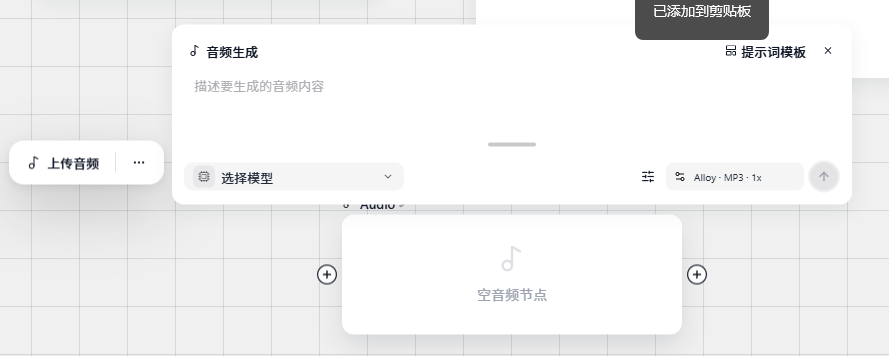 已添加到剪贴板
音频生成
提示词模板
描述要生成的音频内容
上传音频
选择模型
Alloy · MP3 · 1x
Audio
空音频节点